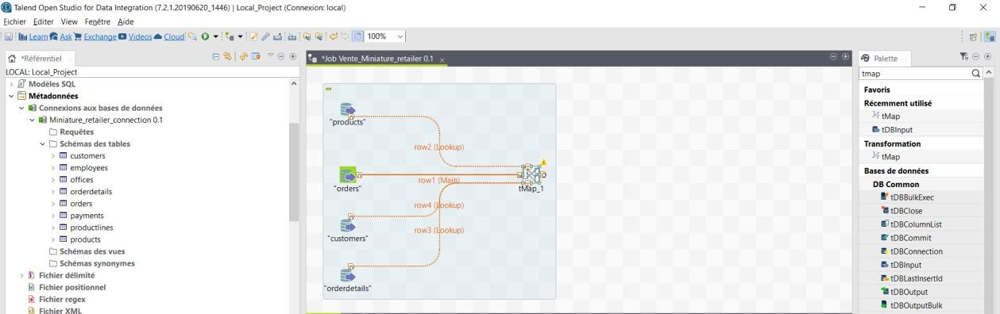 Talend Open Studio for Data Integration (7.2.1.20190620_1446) | Local_Project (Connexion: local)
Fichier Editer View Fenêtre Aide
Learn Ask Exchange Videos Cloud 100%
*Référentiel
LOCAL: Local_Project
Modèles SQL
Métadonnées
Connexions aux bases de données
Miniature_retailer_connection 0.1
Requêtes
Schémas des tables
customers
employees
offices
orderdetails
orders
payments
productlines
products
Schémas des vues
Schémas synonymes
Fichier délimité
Fichier positionnel
Fichier regex
Fichier XML
*Job Vente_Miniature_retailer 0.1
"products"
row2 (Lookup)
"orders"
row1 (Main)
tMap_1
row4 (Lookup)
"customers"
row3 (Lookup)
"orderdetails"
Palette
tmap
Favoris
Récemment utilisé
tMap
tDBInput
Transformation
tMap
Bases de données
DB Common
tDBBulkExec
tDBClose
tDBColumnList
tDBCommit
tDBConnection
tDBInput
tDBLastInsertId
tDBOutput
tDBOutputBulk